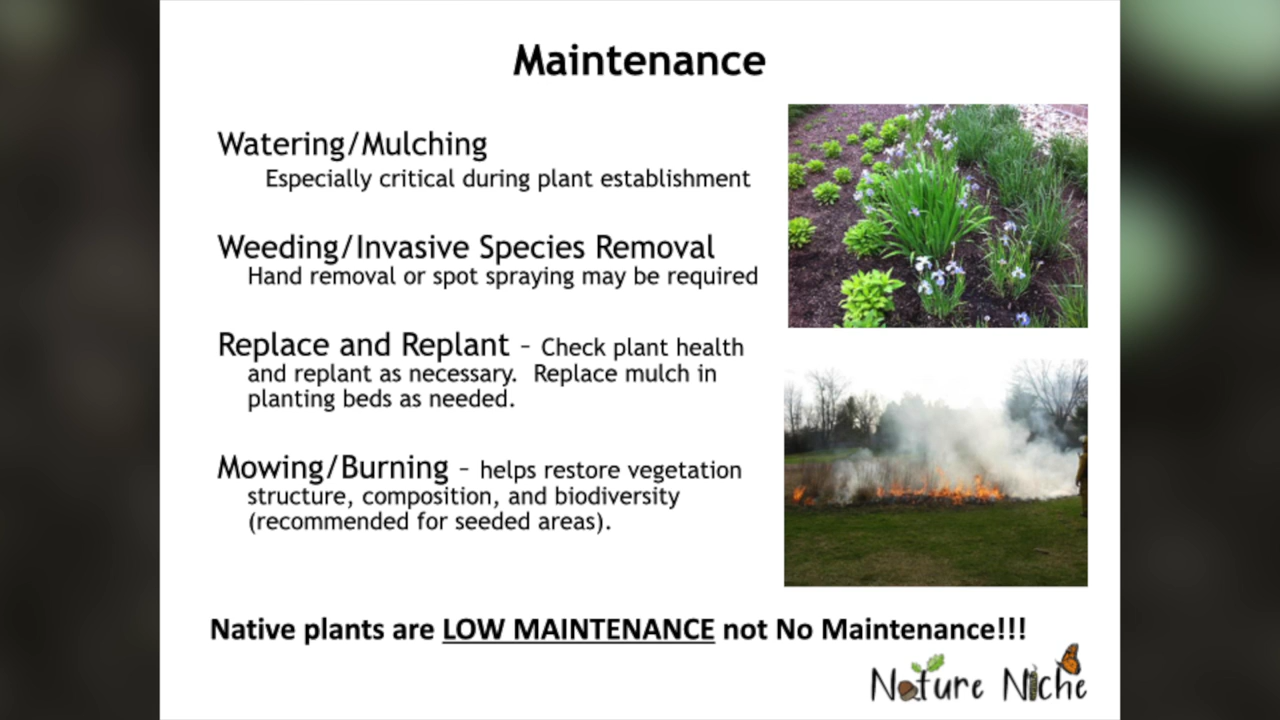 Maintenance
Watering/Mulching
Especially critical during plant establishment
Weeding/Invasive Species Removal
Hand removal or spot spraying may be required
Replace and Replant – Check plant health
and replant as necessary.  Replace mulch in
planting beds as needed.
Mowing/Burning – helps restore vegetation
structure, composition, and biodiversity
(recommended for seeded areas).
Native plants are LOW MAINTENANCE not No Maintenance!!!
Nature Niche